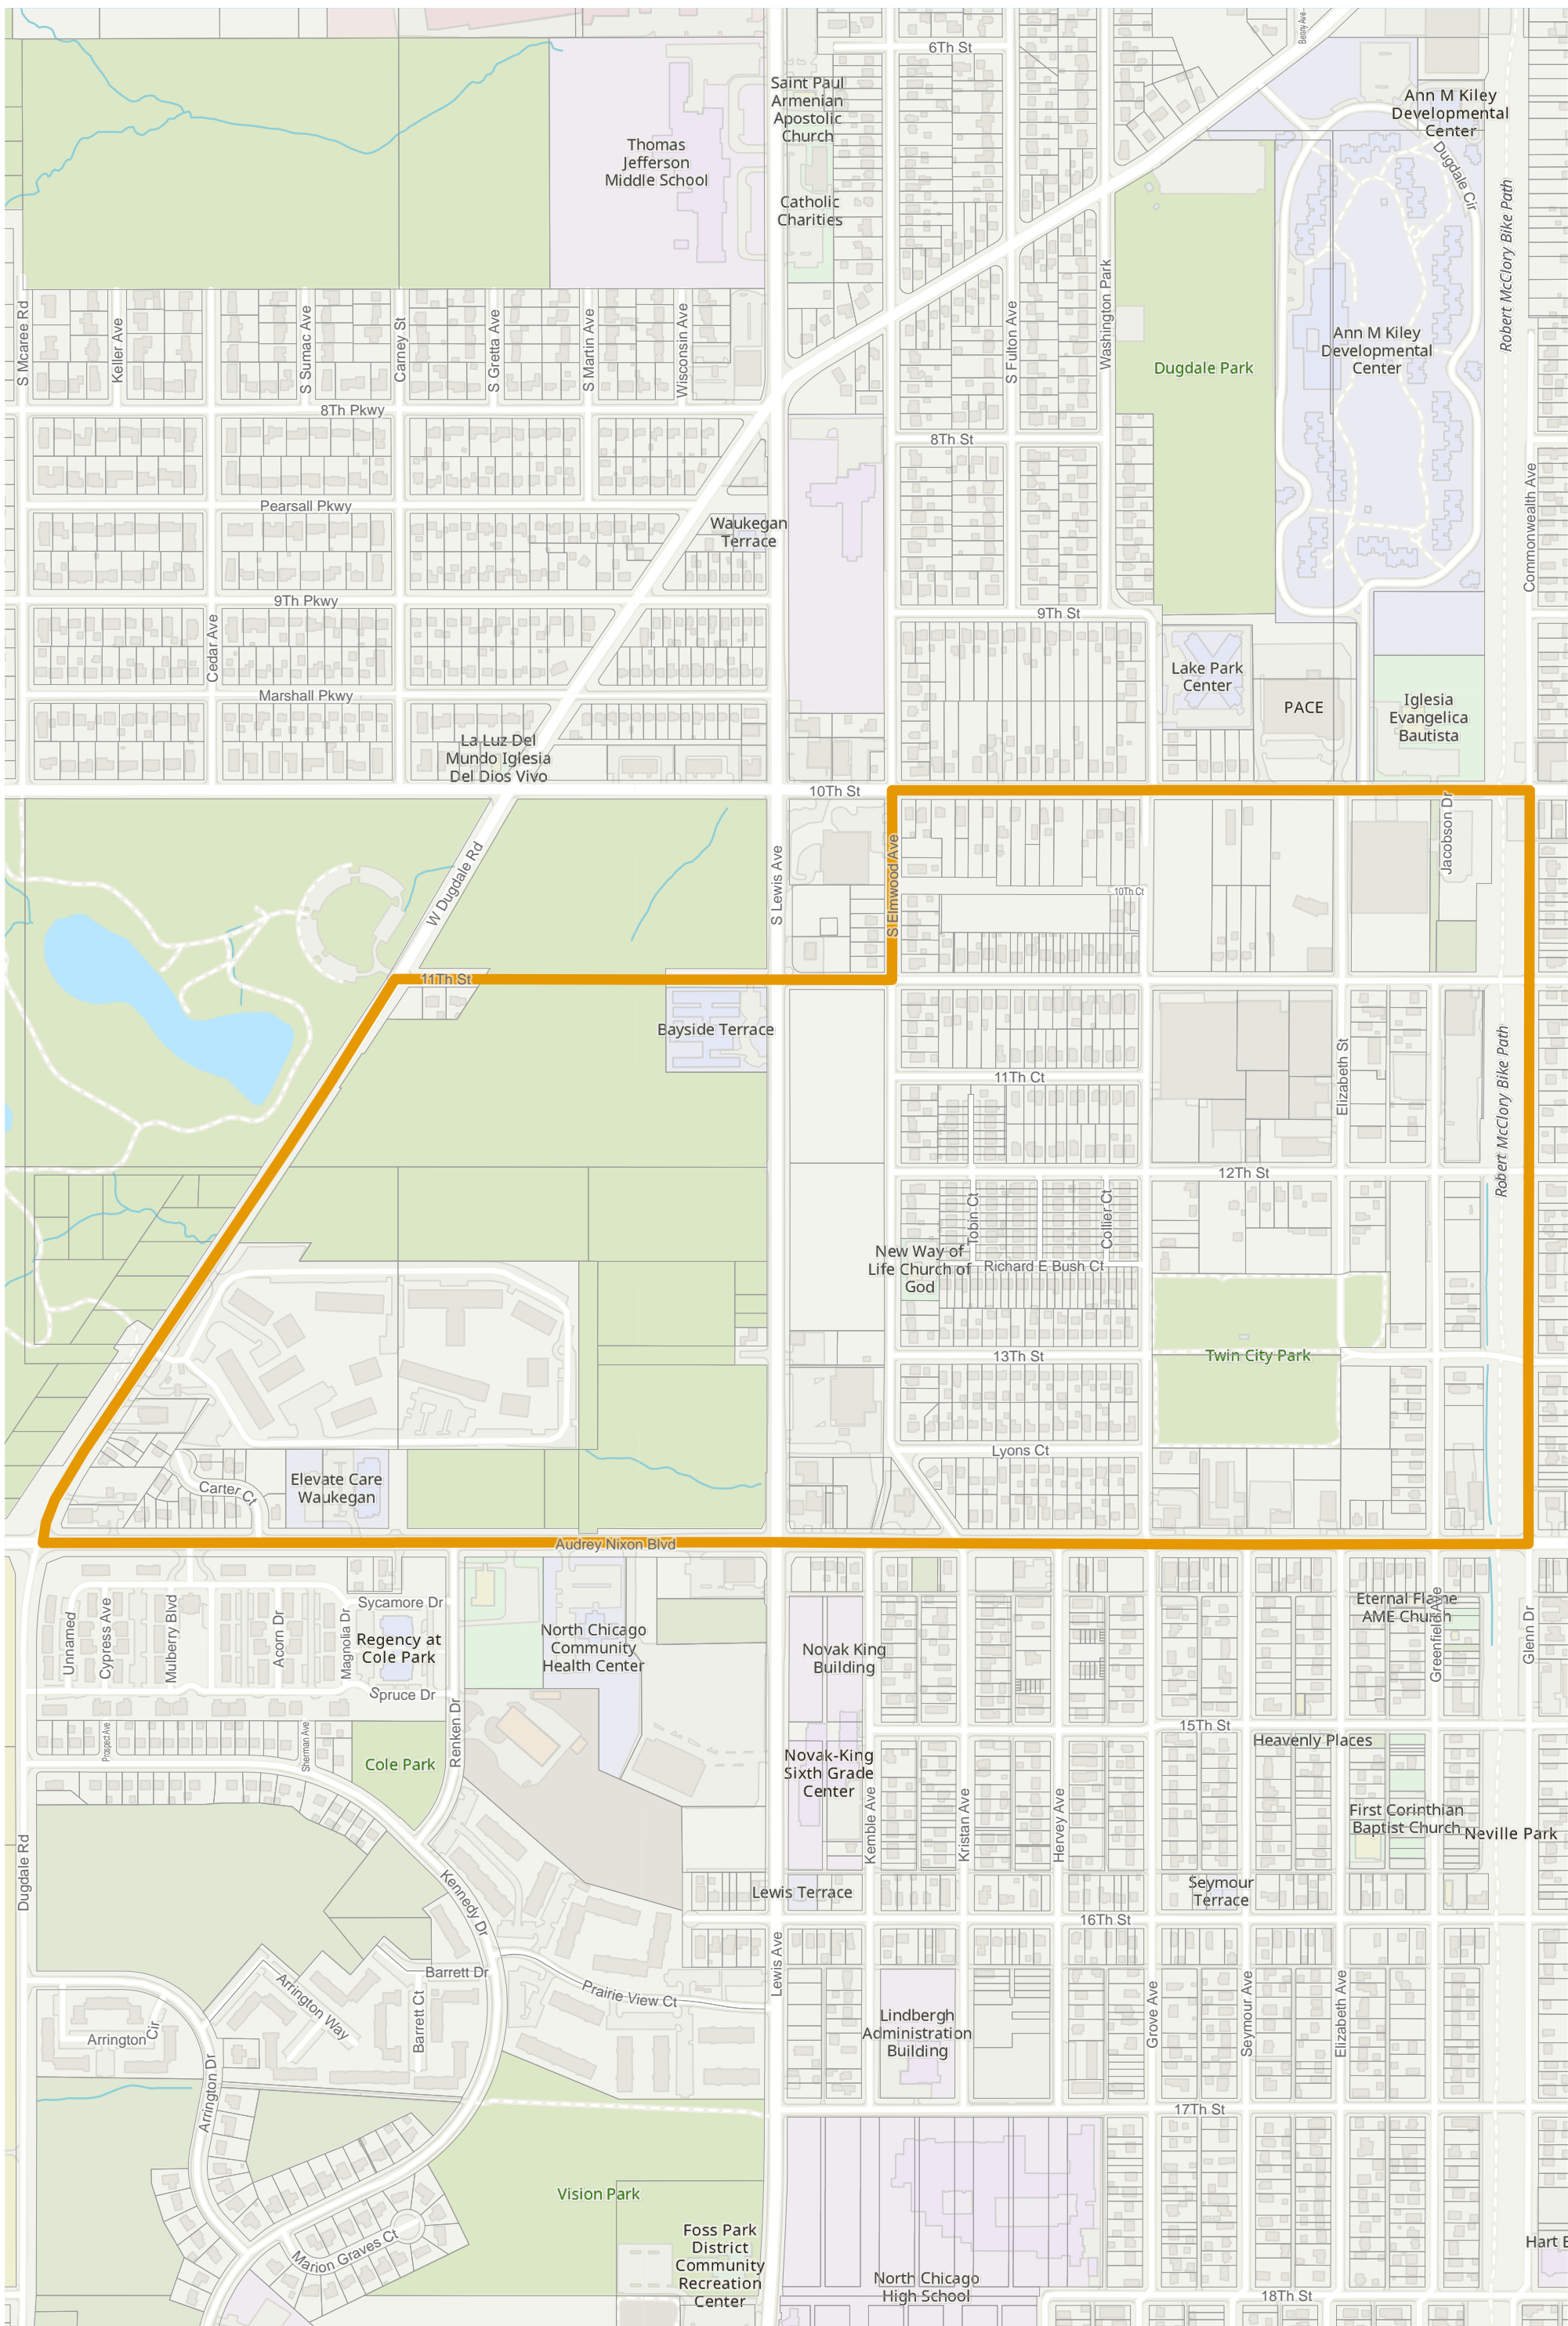 Benny Ave
6Th St
Saint Paul
Armenian
Apostolic
Church
Ann M Kiley
Developmental
Center
Thomas
Jefferson
Middle School
Dugdale Cir
Catholic
Charities
Robert McClory Bike Path
S Mcaree Rd
Keller Ave
S Sumac Ave
Carney St
S Gretta Ave
S Martin Ave
Wisconsin Ave
S Fulton Ave
Washington Park
Dugdale Park
Ann M Kiley
Developmental
Center
8Th Pkwy
8Th St
Commonwealth Ave
Pearsall Pkwy
Waukegan
Terrace
9Th Pkwy
9Th St
Cedar Ave
Lake Park
Center
Marshall Pkwy
PACE
Iglesia
Evangelica
Bautista
La Luz Del
Mundo Iglesia
Del Dios Vivo
10Th St
Jacobson Dr
W Dugdale Rd
S Lewis Ave
S Elmwood Ave
10Th Ct
11Th St
Bayside Terrace
11Th Ct
Elizabeth St
Robert McClory Bike Path
12Th St
Tobin Ct
Collier Ct
New Way of
Life Church of
God
Richard E Bush Ct
13Th St
Twin City Park
Lyons Ct
Elevate Care
Waukegan
Carter Ct
Audrey Nixon Blvd
Unnamed
Cypress Ave
Mulberry Blvd
Acorn Dr
Magnolia Dr
Sycamore Dr
Regency at
Cole Park
North Chicago
Community
Health Center
Novak King
Building
Eternal Flame
AME Church
Greenfield Ave
Glenn Dr
Spruce Dr
Renken Dr
Prospect Ave
Sherman Ave
Cole Park
15Th St
Heavenly Places
Novak-King
Sixth Grade
Center
Kemble Ave
Kristan Ave
Hervey Ave
First Corinthian
Baptist Church
Neville Park
Dugdale Rd
Kennedy Dr
Lewis Terrace
Seymour
Terrace
16Th St
Lewis Ave
Barrett Dr
Arrington Way
Prairie View Ct
Barrett Ct
Arrington Cir
Lindbergh
Administration
Building
Grove Ave
Seymour Ave
Elizabeth Ave
Arrington Dr
17Th St
Vision Park
Marion Graves Ct
Foss Park
District
Community
Recreation
Center
North Chicago
High School
Hart E
18Th St